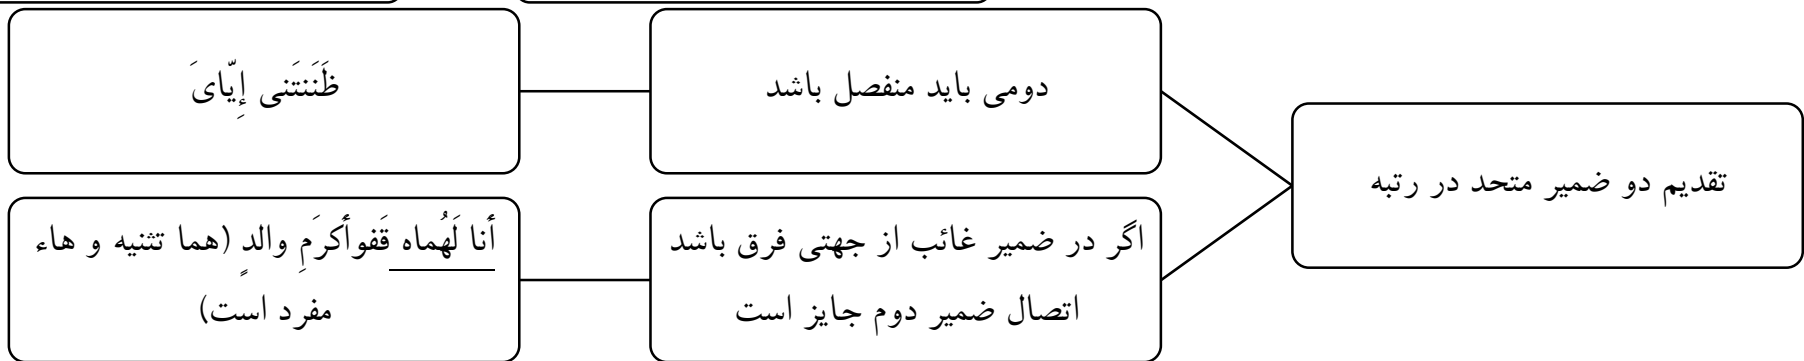 تقدیم دو ضمیر متحد در رتبه
دومی باید منفصل باشد
ظَنَنتَنی إِیّایَ
اگر در ضمیر غائب از جهتی فرق باشد
اتصال ضمیر دوم جایز است
أنا لَهُماه قَفوأکرَمِ والدٍ (هما تثنیه و هاء
مفرد است)